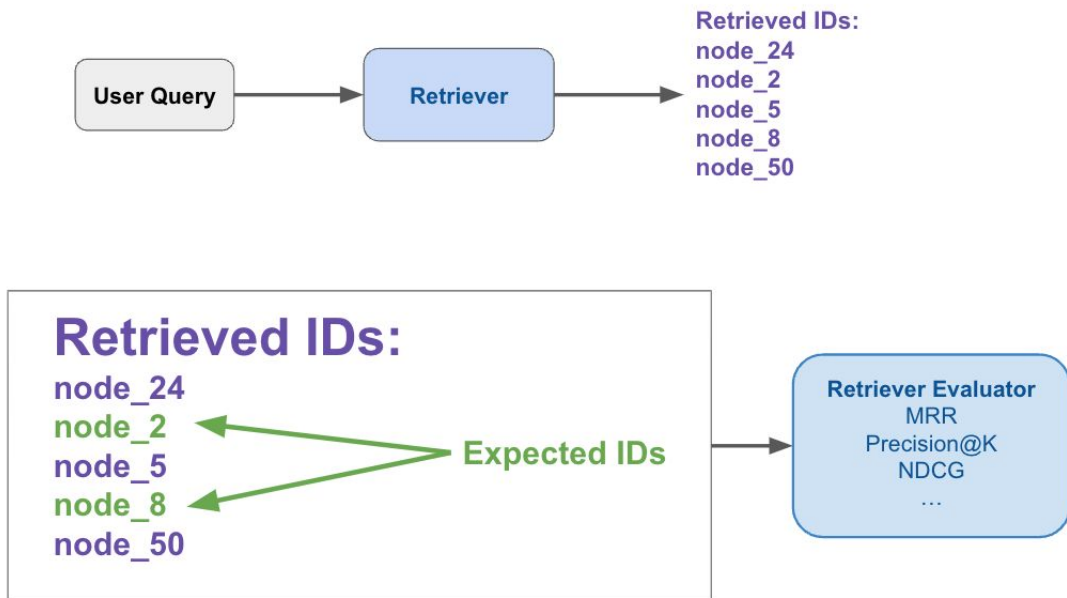 User Query
Retriever
Retrieved IDs:
node_24
node_2
node_5
node_8
node_50
Retrieved IDs:
node_24
node_2
node_5
node_8
node_50
Expected IDs
Retriever Evaluator
MRR
Precision@K
NDCG
...